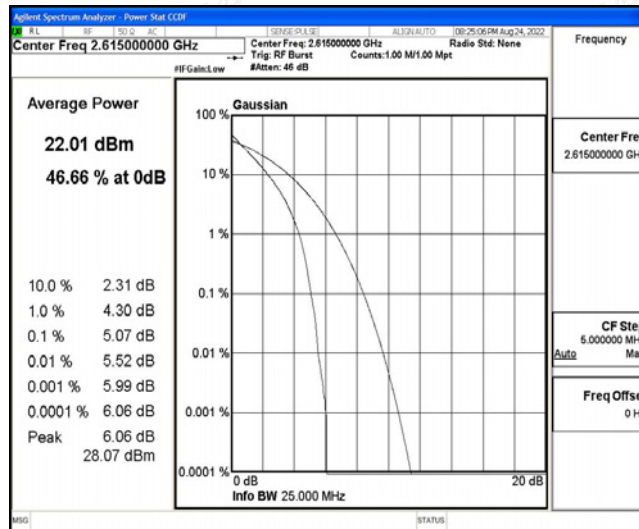 Agilent Spectrum Analyzer - Power Stat CCDF
RL RF 50 Ω AC SENSE:PULSE ALIGN AUTO 08:25:06 PM Aug 24, 2022
Center Freq 2.615000000 GHz
Center Freq: 2.615000000 GHz Radio Std: None
Trig: RF Burst Counts:1.00 M/1.00 Mpt
#IFGain:Low #Atten: 46 dB
Frequency
Average Power
22.01 dBm
46.66 % at 0dB
10.0 % 2.31 dB
1.0 % 4.30 dB
0.1 % 5.07 dB
0.01 % 5.52 dB
0.001 % 5.99 dB
0.0001 % 6.06 dB
Peak 6.06 dB
28.07 dBm
Gaussian
100 %
10 %
1 %
0.1 %
0.01 %
0.001 %
0.0001 %
0 dB 20 dB
Info BW 25.000 MHz
Center Fre
2.615000000 GH
CF Ste
5.000000 MH
Auto Ma
Freq Offse
0 H
MSG STATUS